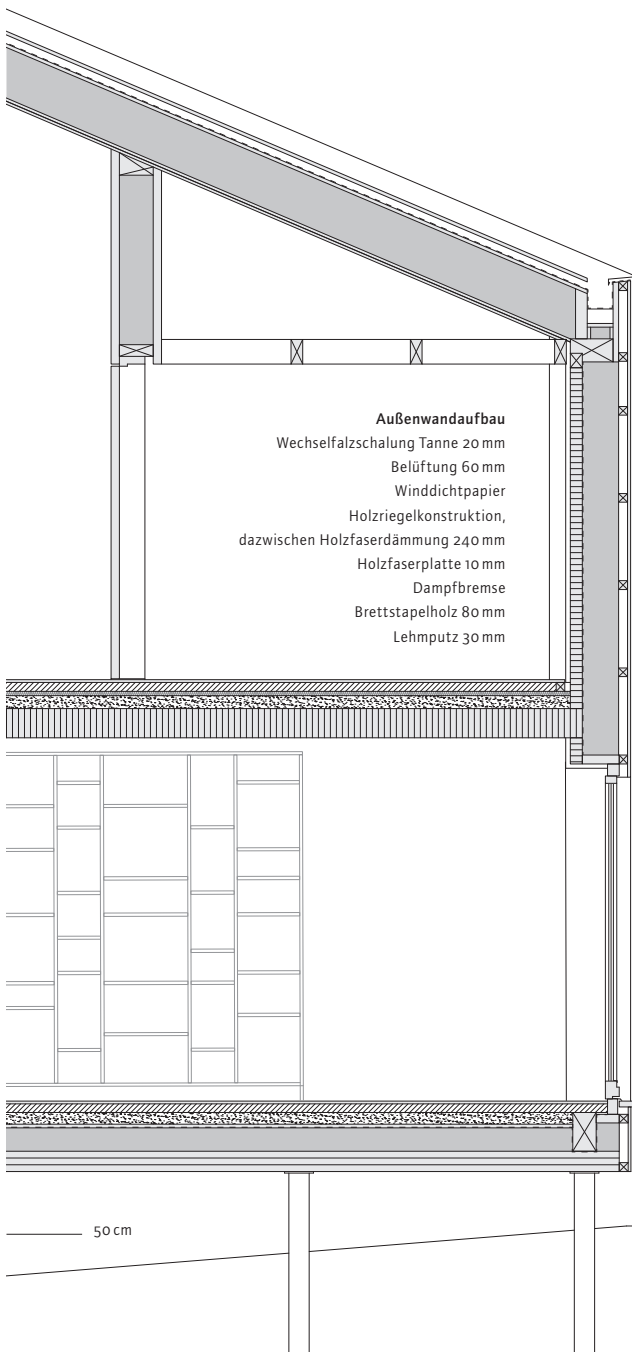 Außenwandaufbau
Wechselfalzschalung Tanne 20 mm
Belüftung 60 mm
Winddichtpapier
Holzriegelkonstruktion,
dazwischen Holzfaserdämmung 240 mm
Holzfaserplatte 10 mm
Dampfbremse
Brettstapelholz 80 mm
Lehmputz 30 mm
50 cm